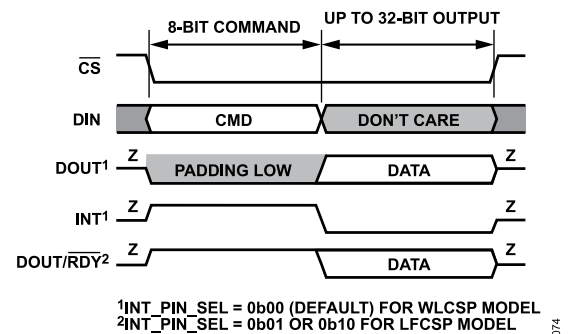 8-BIT COMMAND
UP TO 32-BIT OUTPUT
CS
DIN
CMD
DON'T CARE
DOUT1
Z
PADDING LOW
DATA
Z
INT1
Z
Z
DOUT/RDY2
Z
DATA
Z
1INT_PIN_SEL = 0b00 (DEFAULT) FOR WLCSP MODEL
2INT_PIN_SEL = 0b01 OR 0b10 FOR LFCSP MODEL
074